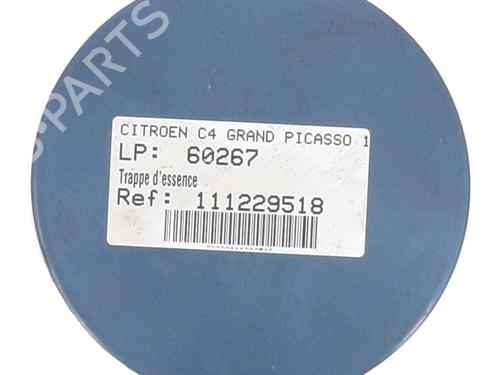 B-PARTS
CITROEN C4 GRAND PICASSO 1
LP: 60267
Trappe d'essence
Ref: 111229518